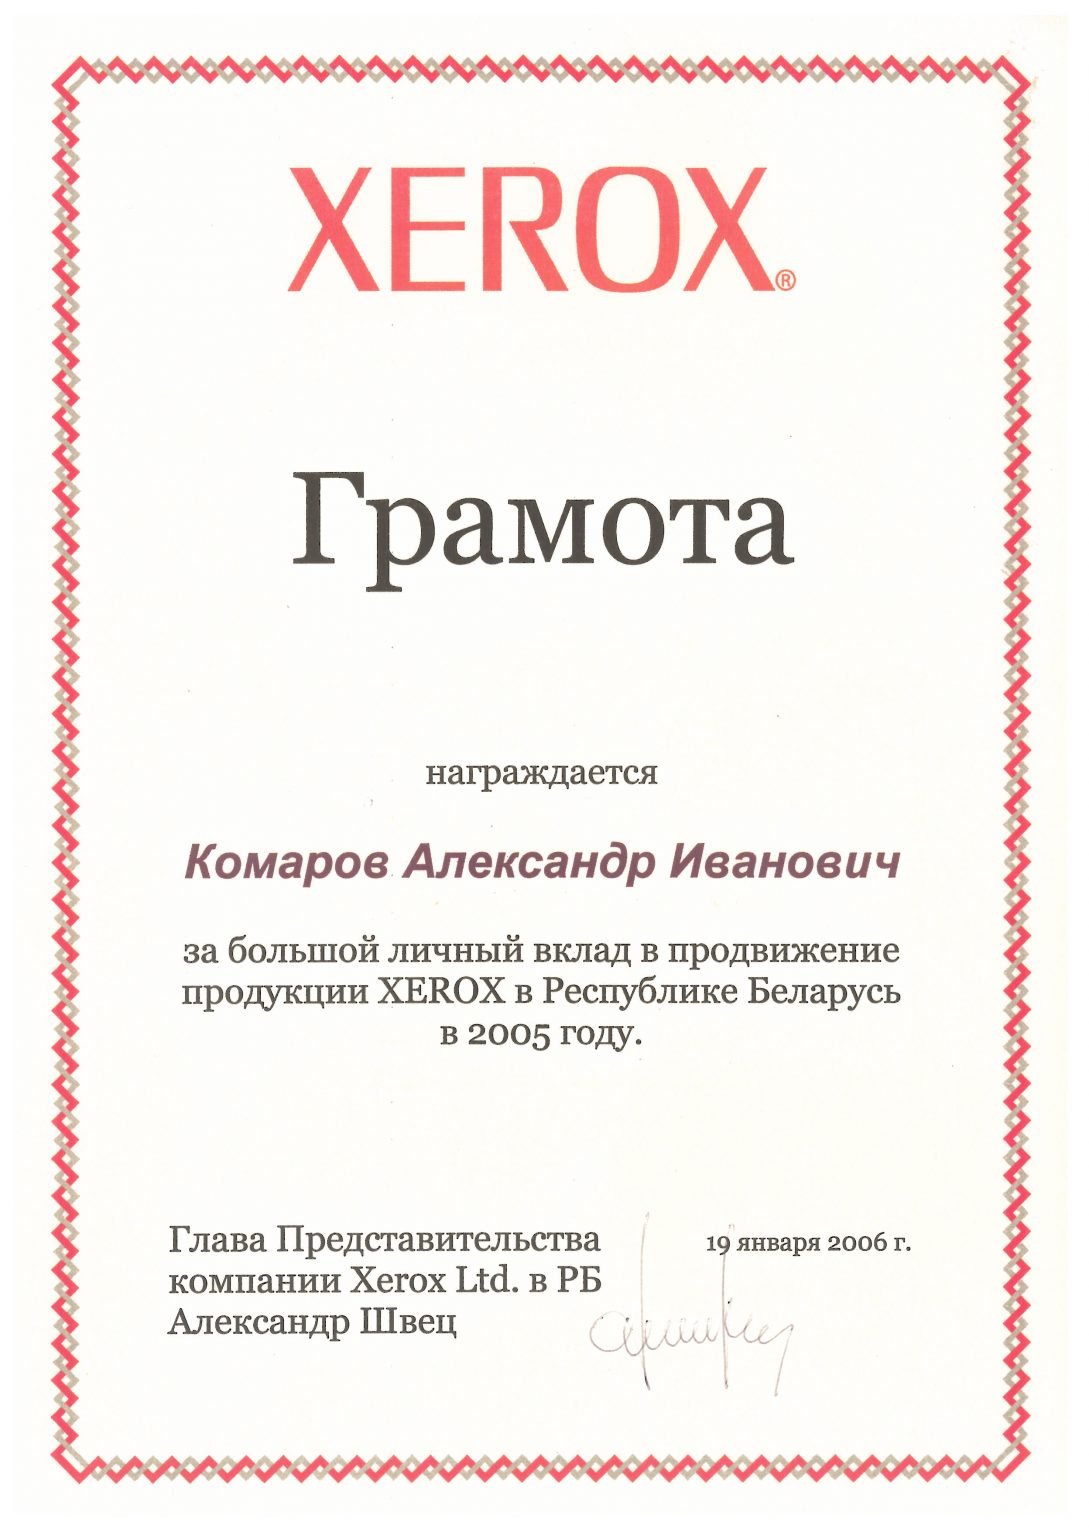 XEROX®
Грамота
награждается
Комаров Александр Иванович
за большой личный вклад в продвижение
продукции XEROX в Республике Беларусь
в 2005 году.
Глава Представительства
19 января 2006 г.
компании Xerox Ltd. в РБ
Александр Швец